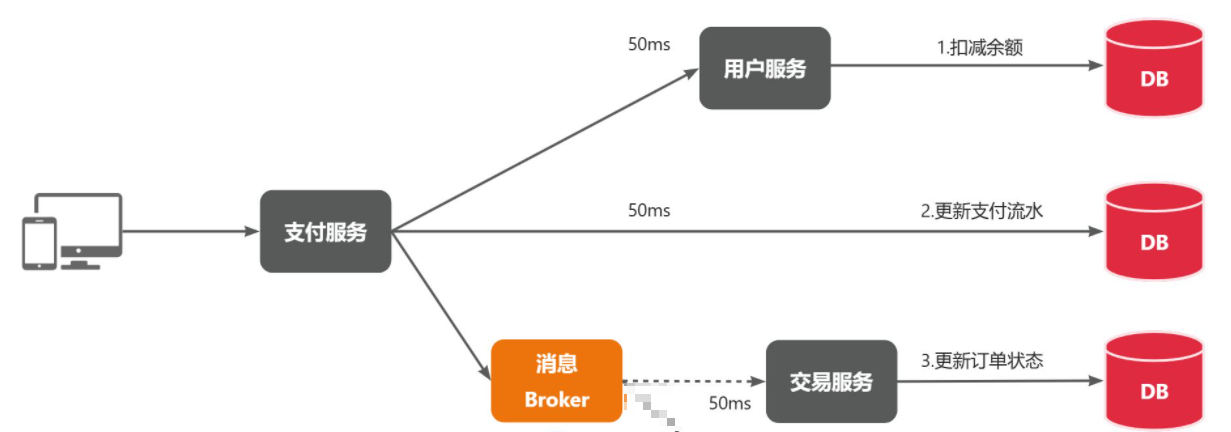 50ms
用户服务
1.扣减余额
DB
支付服务
50ms
2.更新支付流水
DB
消息
Broker
50ms
交易服务
3.更新订单状态
DB